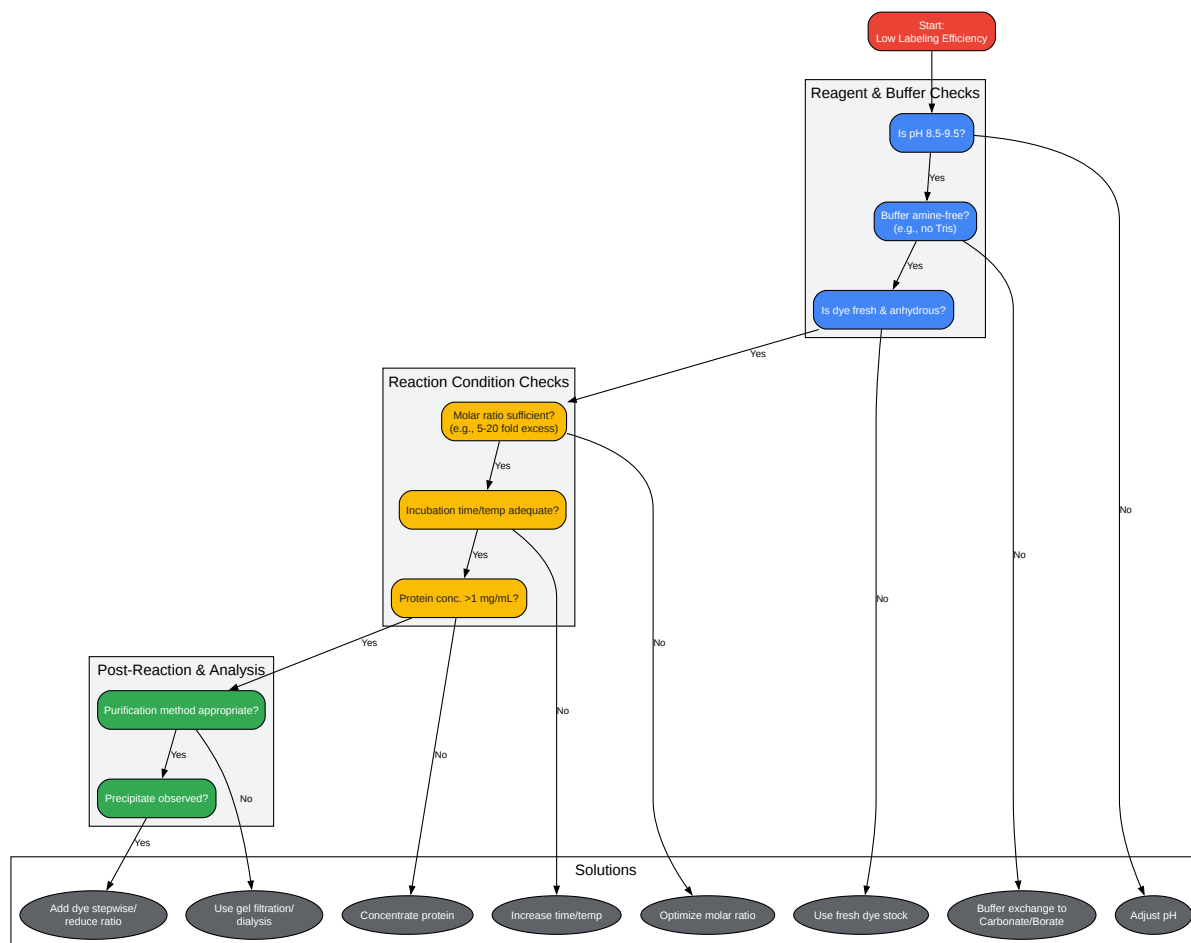 Start:
Low Labeling Efficiency
Reagent & Buffer Checks
Is pH 8.5-9.5?
Yes
Buffer amine-free?
(e.g., no Tris)
Yes
Is dye fresh & anhydrous?
Yes
Reaction Condition Checks
Molar ratio sufficient?
(e.g., 5-20 fold excess)
Yes
Incubation time/temp adequate?
No
Yes
No
Protein conc. >1 mg/mL?
No
Yes
No
Post-Reaction & Analysis
Purification method appropriate?
No
Yes
No
Precipitate observed?
No
Yes
Solutions
Add dye stepwise/
reduce ratio
Use gel filtration/
dialysis
Concentrate protein
Increase time/temp
Optimize molar ratio
Use fresh dye stock
Buffer exchange to
Carbonate/Borate
Adjust pH